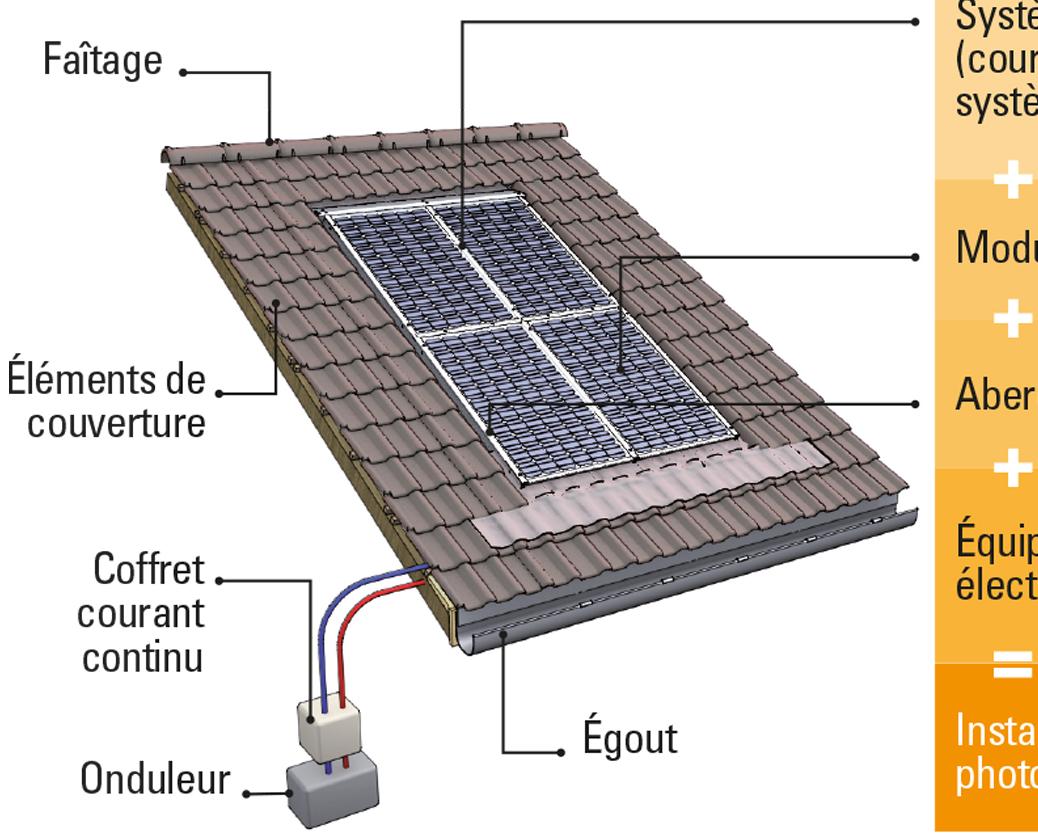 Faîtage
Éléments de
couverture
Coffret
courant
continu
Onduleur
Égout
Systè
(cour
systè
+
Modu
+
Aber
+
Équip
élect
=
Insta
photo